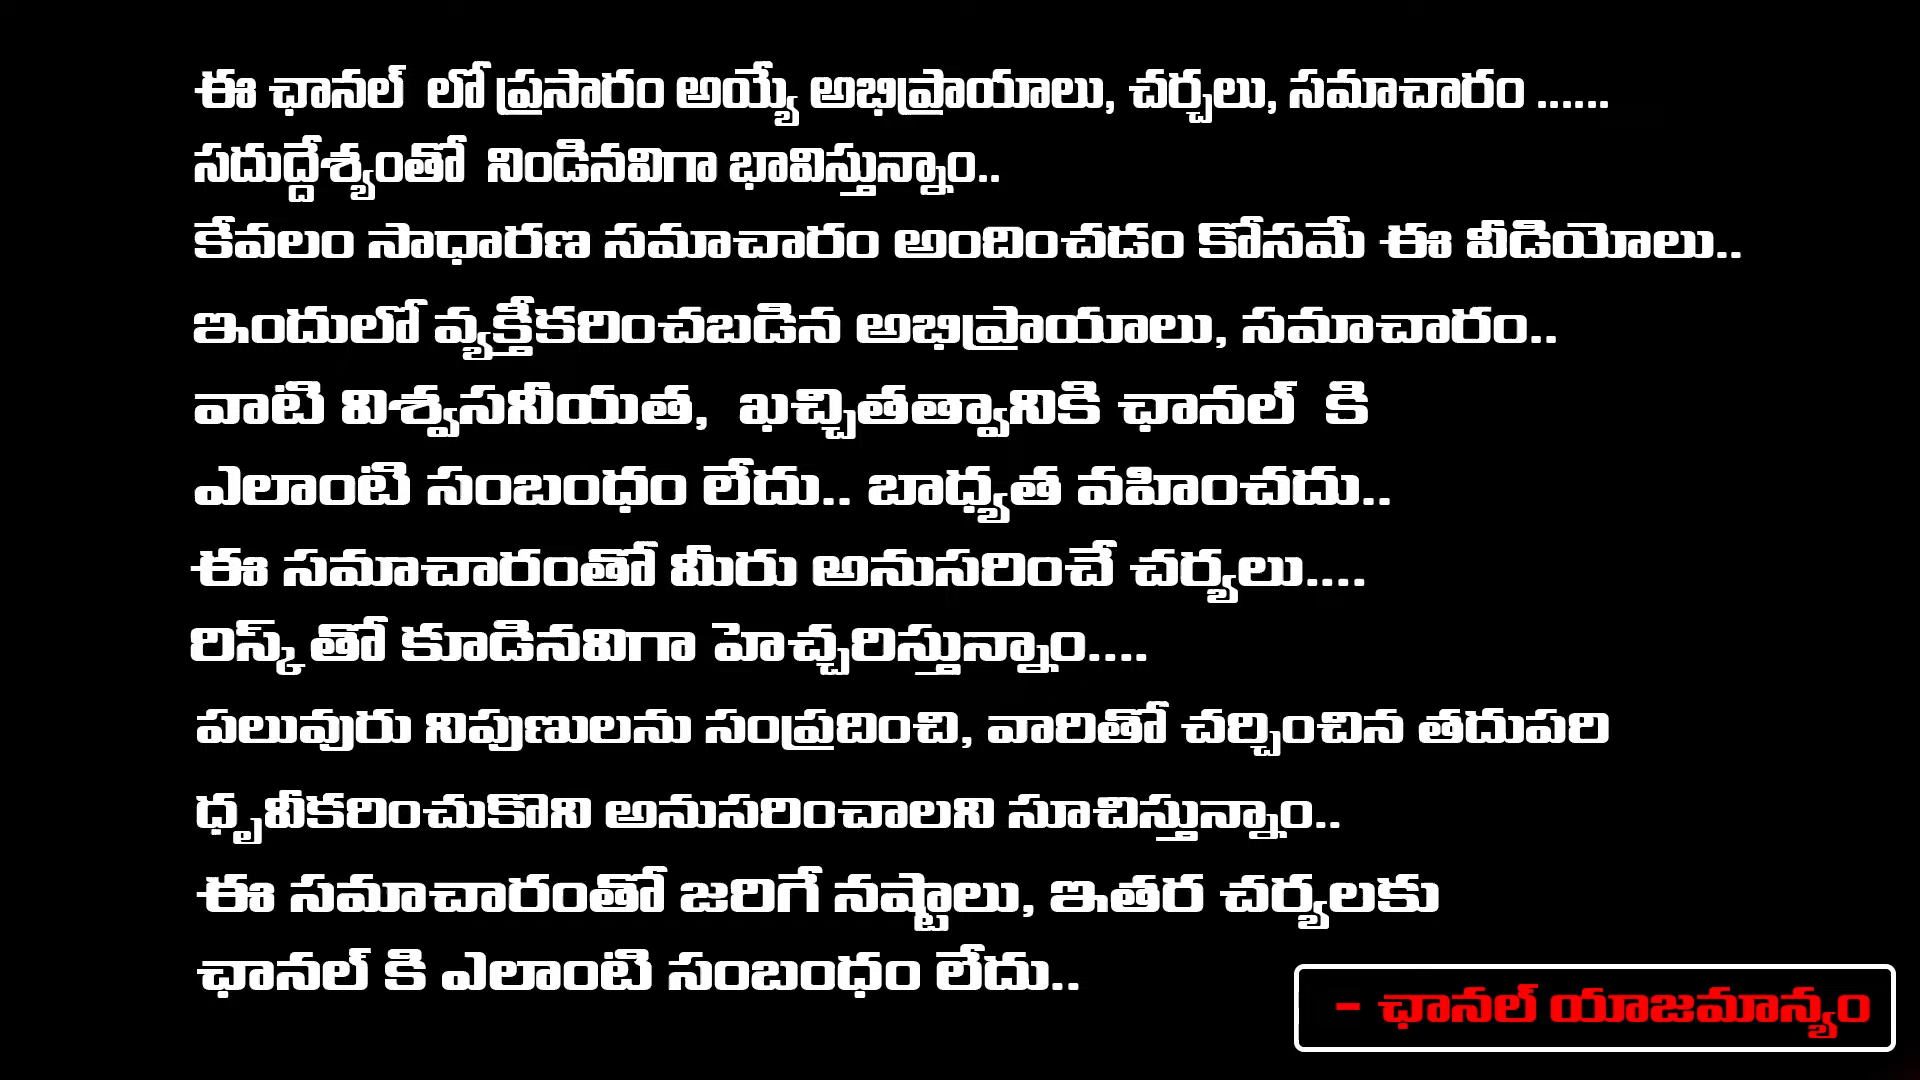 ఈ ఛానల్ లో ప్రసారం అయ్యే అభిప్రాయాలు, చర్చలు, సమాచారం ......
సదుద్దేశ్యంతో నిండినవిగా భావిస్తున్నాం..
కేవలం సాధారణ సమాచారం అందించడం కోసమే ఈ వీడియోలు..
ఇందులో వ్యక్తీకరించబడిన అభిప్రాయాలు, సమాచారం..
వాటి విశ్వసనీయత, ఖచ్చితత్వానికి ఛానల్ కి
ఎలాంటి సంబంధం లేదు.. బాధ్యత వహించదు..
ఈ సమాచారంతో మీరు అనుసరించే చర్యలు....
రిస్క్ తో కూడినవిగా హెచ్చరిస్తున్నాం....
పలువురు నిపుణులను సంప్రదించి, వారితో చర్చించిన తదుపరి
ధృవీకరించుకొని అనుసరించాలని సూచిస్తున్నాం..
ఈ సమాచారంతో జరిగే నష్టాలు, ఇతర చర్యలకు
ఛానల్ కి ఎలాంటి సంబంధం లేదు..
- ఛానల్ యాజమాన్యం